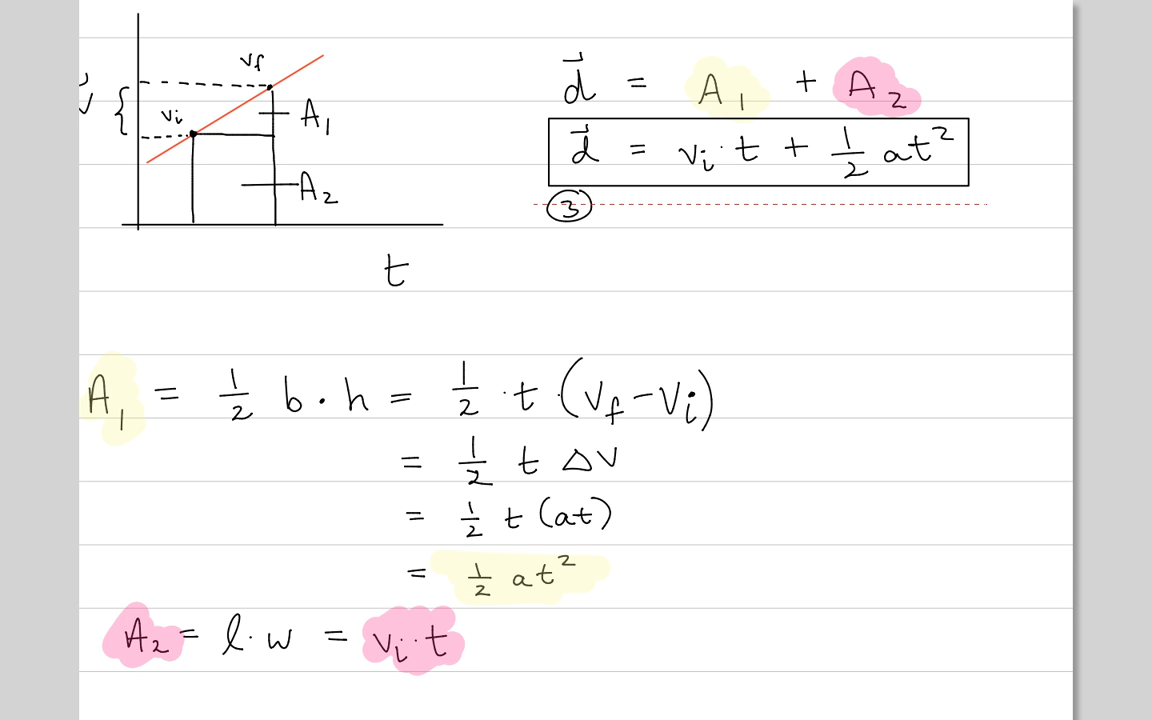 v⃗
vf
vi
A₁
A₂
t
d⃗ = A₁ + A₂
d⃗ = vᵢ · t + 1/2 at²
③
A₁ = 1/2 b · h = 1/2 · t (vf − vᵢ)
= 1/2 t Δv
= 1/2 t (at)
= 1/2 at²
A₂ = l · w = vᵢ · t